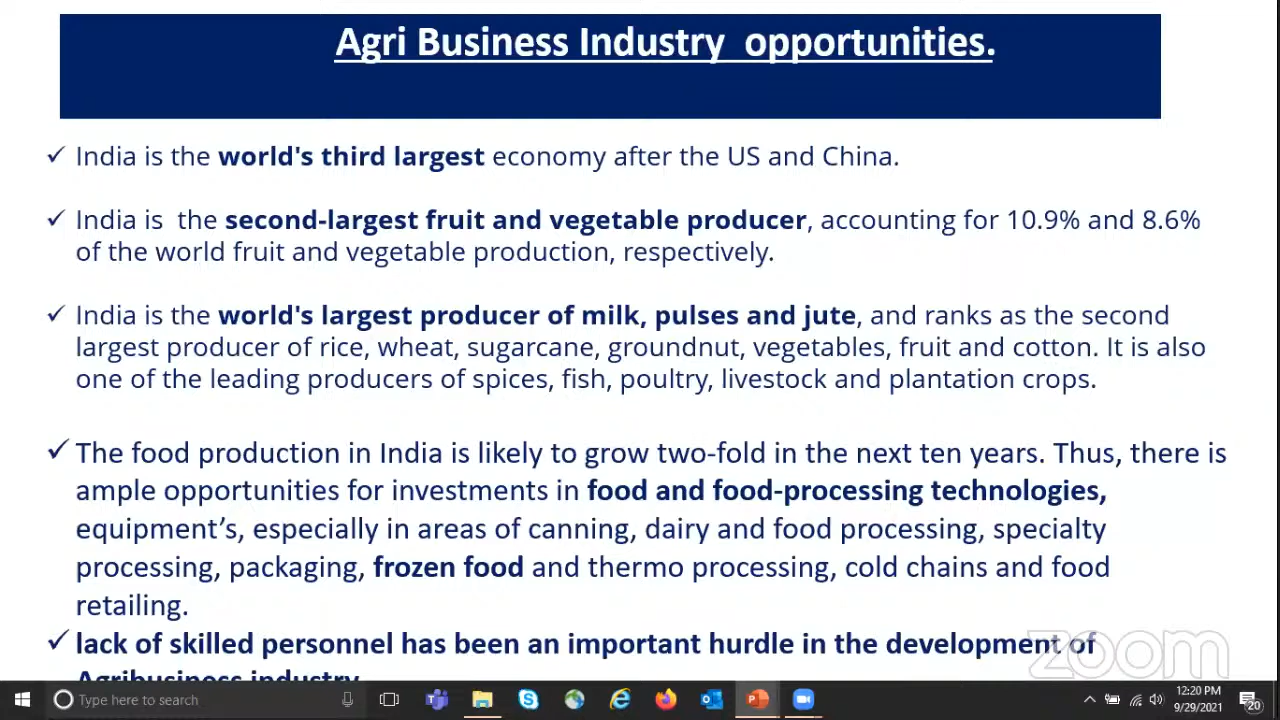 Agri Business Industry opportunities.
✓ India is the world's third largest economy after the US and China.
✓ India is the second-largest fruit and vegetable producer, accounting for 10.9% and 8.6%
of the world fruit and vegetable production, respectively.
✓ India is the world's largest producer of milk, pulses and jute, and ranks as the second
largest producer of rice, wheat, sugarcane, groundnut, vegetables, fruit and cotton. It is also
one of the leading producers of spices, fish, poultry, livestock and plantation crops.
✓ The food production in India is likely to grow two-fold in the next ten years. Thus, there is
ample opportunities for investments in food and food-processing technologies,
equipment’s, especially in areas of canning, dairy and food processing, specialty
processing, packaging, frozen food and thermo processing, cold chains and food
retailing.
✓ lack of skilled personnel has been an important hurdle in the development of
Agribusiness industry
zoom
Type here to search
12:20 PM
9/29/2021
20